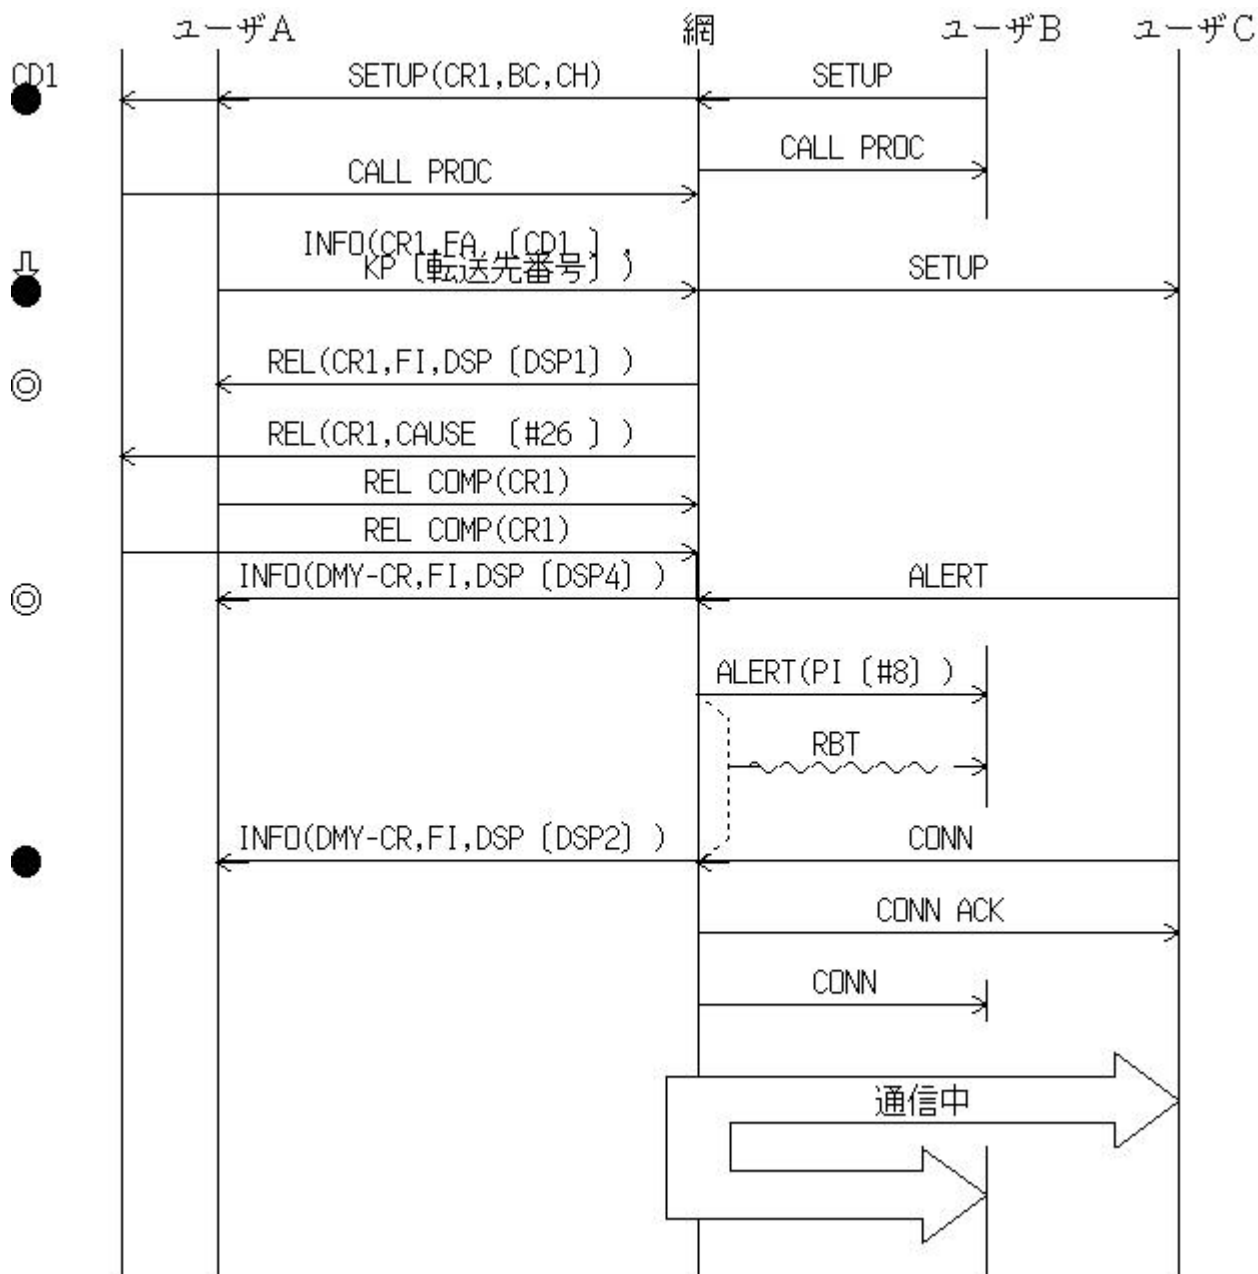 ユーザA 網 ユーザB ユーザC
CD1 SETUP(CR1,BC,CH) SETUP
CALL PROC
CALL PROC
INFO(CR1,FA 〔CD1 〕,
KP〔転送先番号〕) SETUP
REL(CR1,FI,DSP〔DSP1〕)
REL(CR1,CAUSE 〔#26 〕)
REL COMP(CR1)
REL COMP(CR1)
INFO(DMY-CR,FI,DSP〔DSP4〕) ALERT
ALERT(PI〔#8〕)
RBT
INFO(DMY-CR,FI,DSP〔DSP2〕) CONN
CONN ACK
CONN
通信中